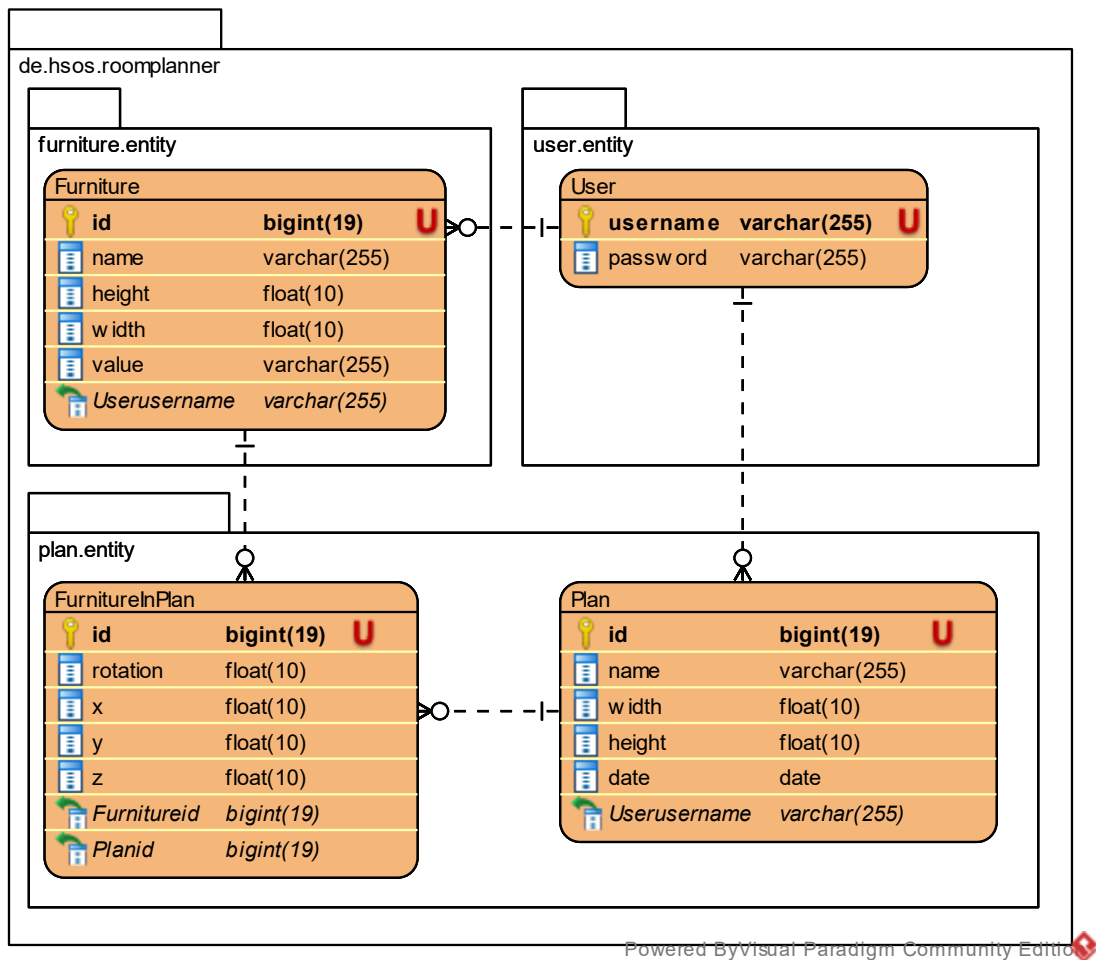 de.hsos.roomplanner
furniture.entity
Furniture
id bigint(19) U
name varchar(255)
height float(10)
width float(10)
value varchar(255)
Userusername varchar(255)
user.entity
User
username varchar(255) U
password varchar(255)
plan.entity
FurnitureInPlan
id bigint(19) U
rotation float(10)
x float(10)
y float(10)
z float(10)
Furnitureid bigint(19)
Planid bigint(19)
Plan
id bigint(19) U
name varchar(255)
width float(10)
height float(10)
date date
Userusername varchar(255)
Powered ByVisual Paradigm Community Editio